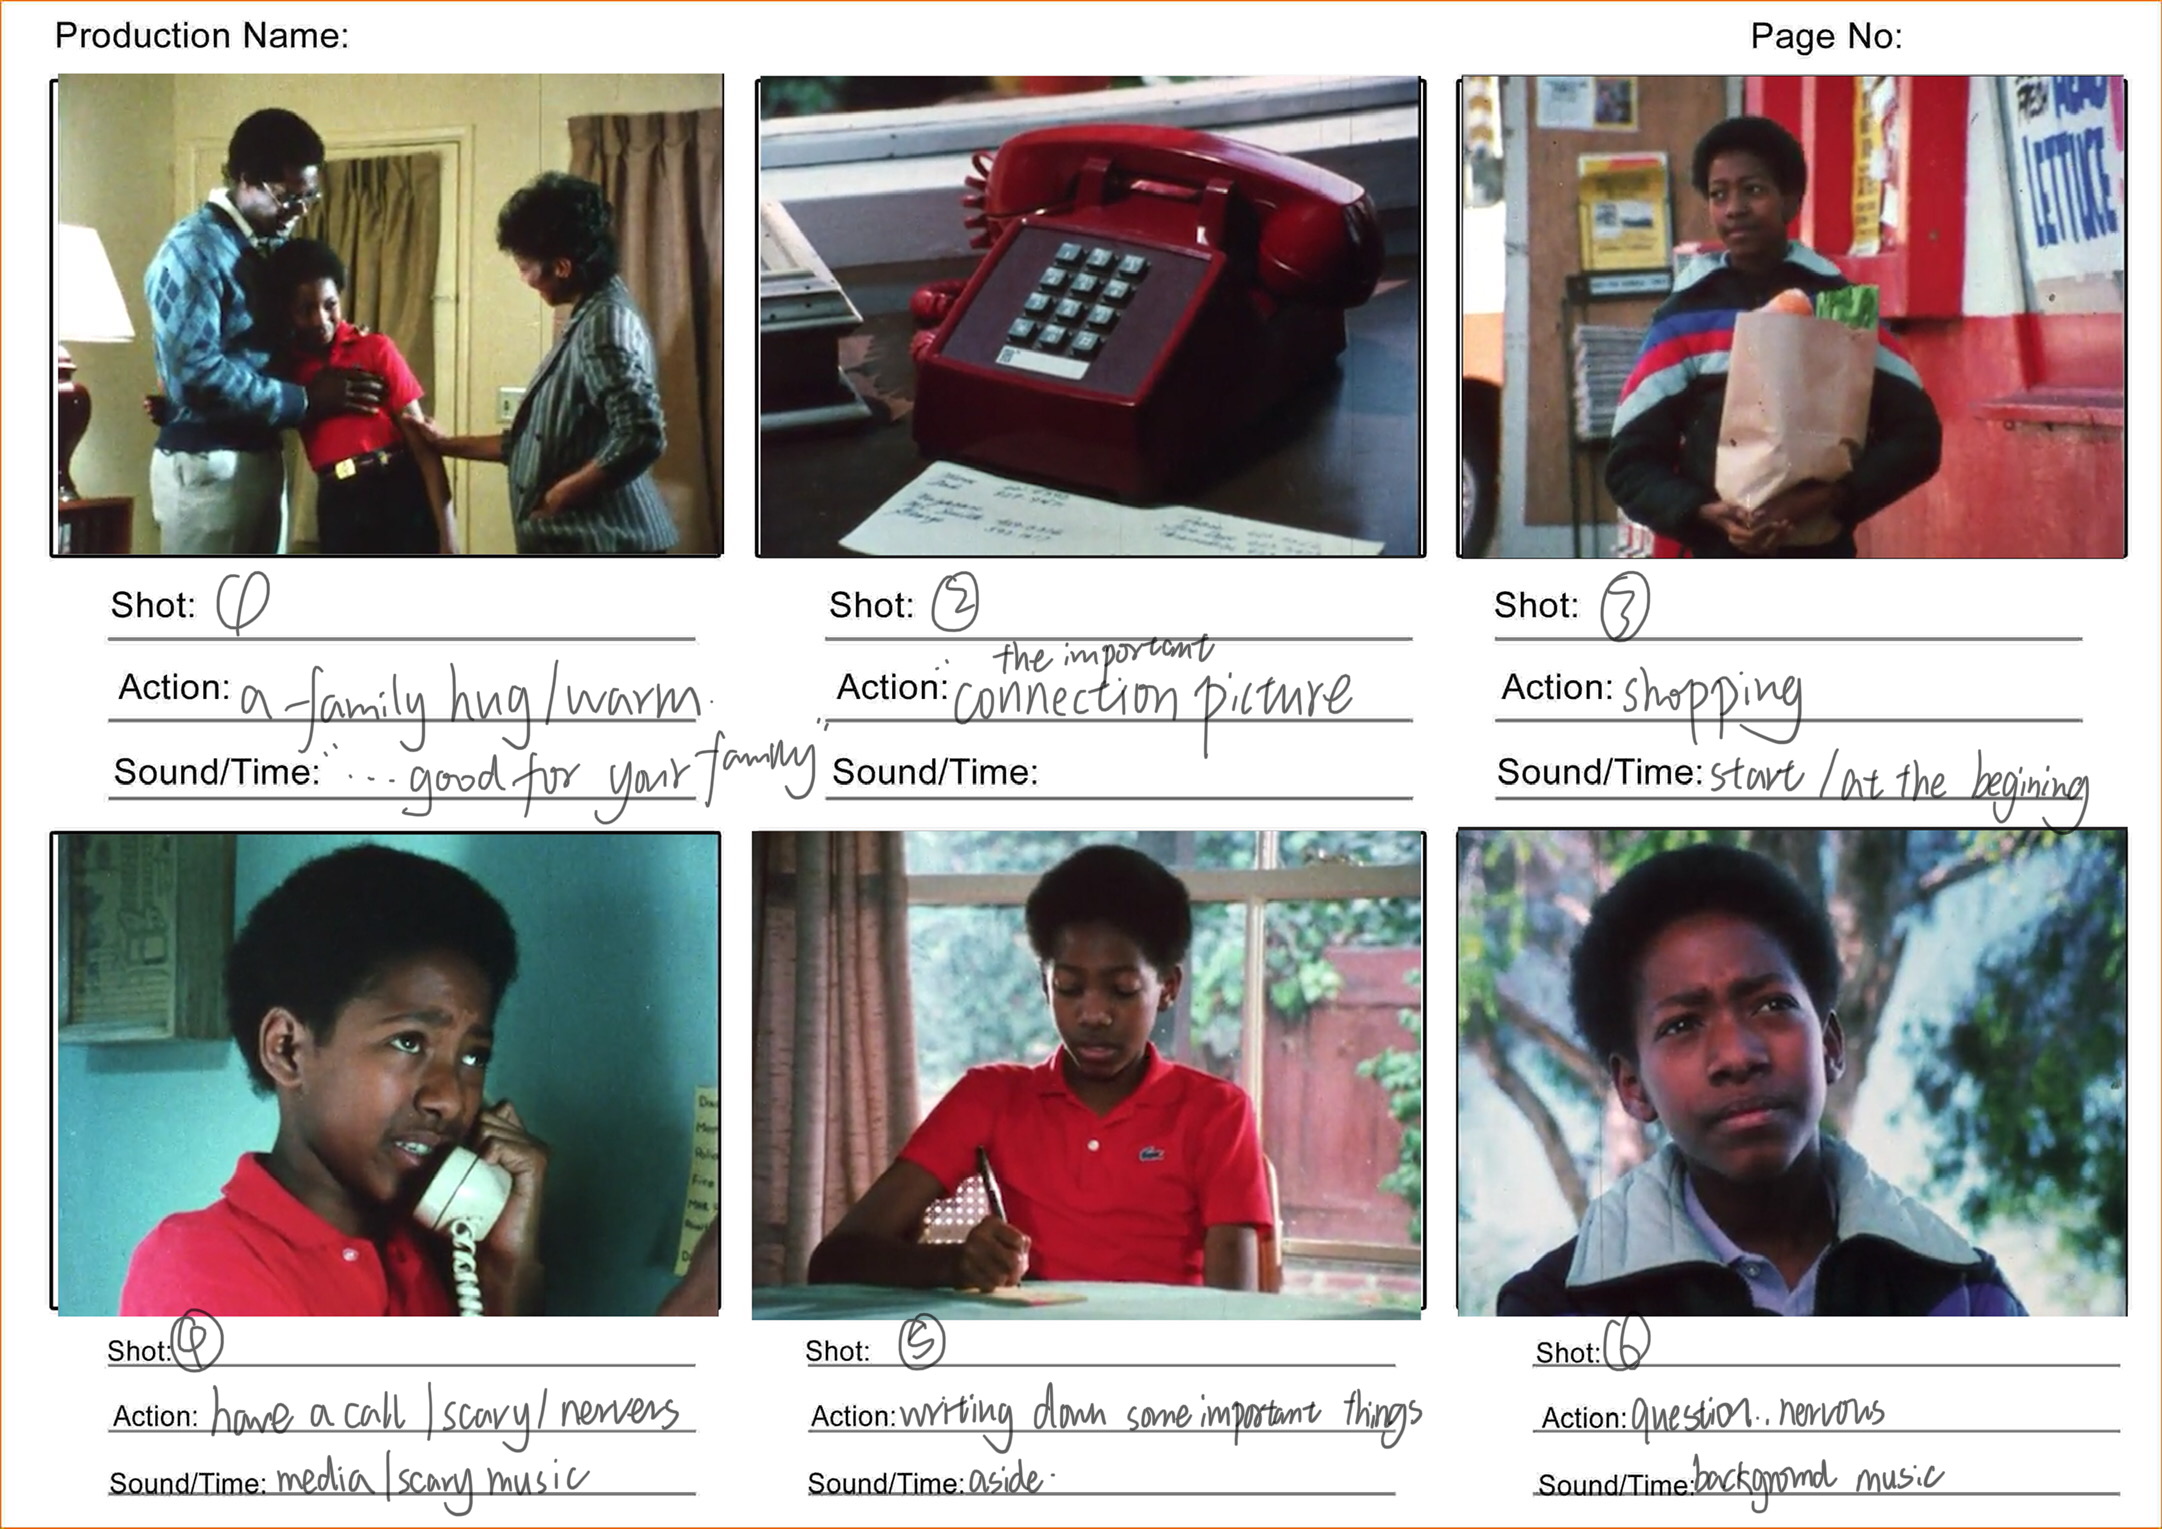 Production Name:
Page No:
FRESH
LETTUCE
Shot: ①
Shot: ②
Shot: ③
Action: a family hug/warm.
Action: "the important
connection picture
Action: shopping
Sound/Time: "...good for your family"
Sound/Time:
Sound/Time: start/at the begining
Shot: ④
Shot: ⑤
Shot: ⑥
Action: have a call/scary/nervers
Action: writing down some important things
Action: question.. nervous
Sound/Time: media/scary music
Sound/Time: aside.
Sound/Time: background music